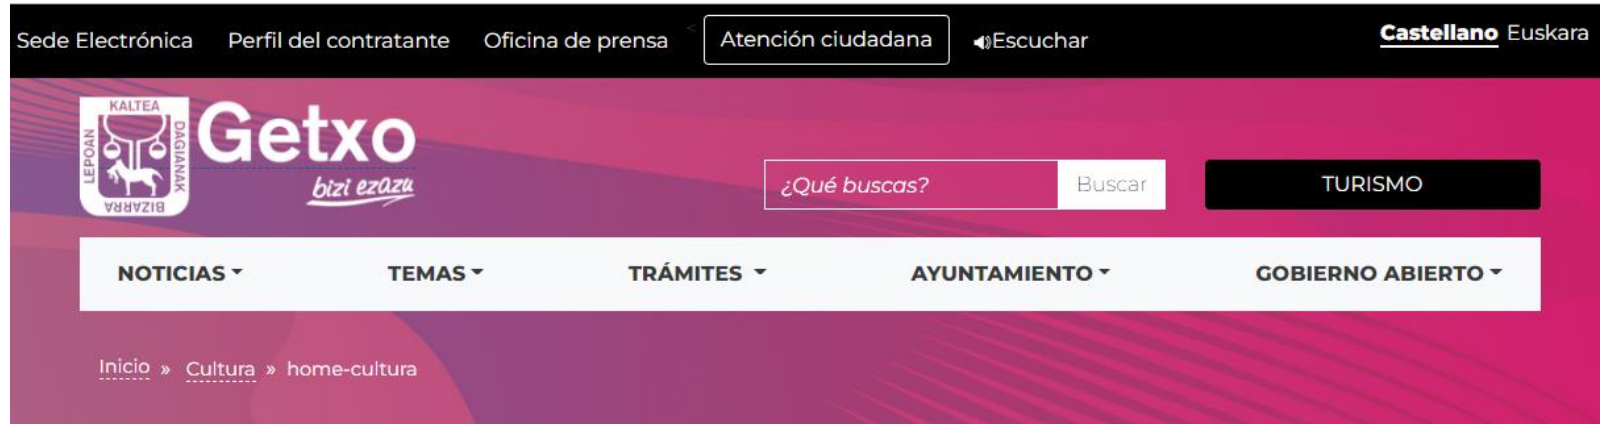 Sede Electrónica Perfil del contratante Oficina de prensa < Atención ciudadana Escuchar Castellano Euskara
KALTEA
LEPOAN
DAGIANAK
BIZARRA
Getxo
bizi ezazu
¿Qué buscas? Buscar TURISMO
NOTICIAS TEMAS TRÁMITES AYUNTAMIENTO GOBIERNO ABIERTO
Inicio » Cultura » home-cultura